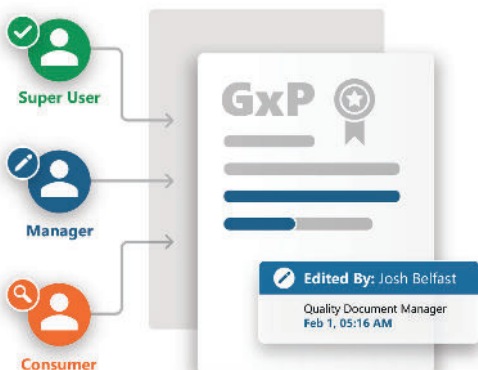 Super User
Manager
Consumer
GxP
Edited By: Josh Belfast
Quality Document Manager
Feb 1, 05:16 AM